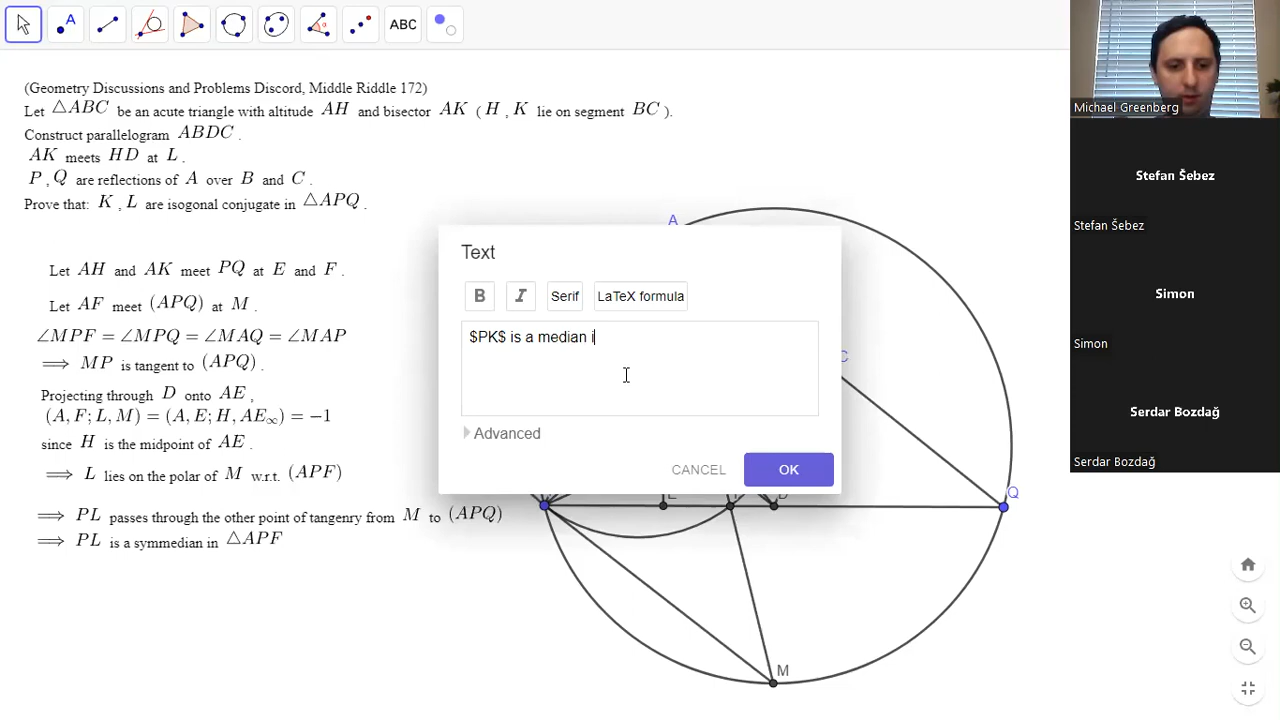 ABC
(Geometry Discussions and Problems Discord, Middle Riddle 172)
Let △ABC be an acute triangle with altitude AH and bisector AK ( H , K lie on segment BC ).
Construct parallelogram ABDC .
AK meets HD at L .
P , Q are reflections of A over B and C .
Prove that: K , L are isogonal conjugate in △APQ .
Let AH and AK meet PQ at E and F .
Let AF meet (APQ) at M .
∠MPF = ∠MPQ = ∠MAQ = ∠MAP
⟹ MP is tangent to (APQ) .
Projecting through D onto AE ,
(A, F; L, M) = (A, E; H, AE∞) = −1
since H is the midpoint of AE .
⟹ L lies on the polar of M w.r.t. (APF)
⟹ PL passes through the other point of tangenry from M to (APQ)
⟹ PL is a symmedian in △APF
Text
B
I
Serif
LaTeX formula
$PK$ is a median i
Advanced
CANCEL
OK
A
C
Q
M
Michael Greenberg
Stefan Šebez
Stefan Šebez
Simon
Simon
Serdar Bozdağ
Serdar Bozdağ